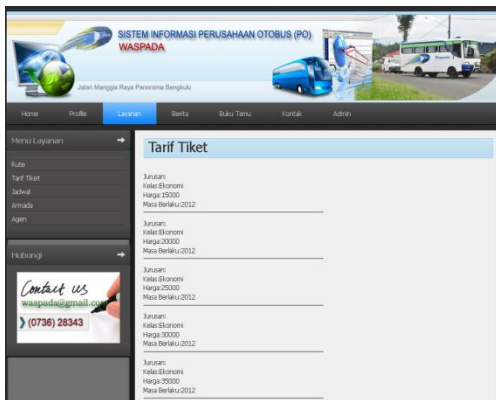 SISTEM INFORMASI PERUSAHAAN OTOBUS (PO)
WASPADA
Jalan Manggis Raya Panorama Bengkulu
Home Profile Layanan Berita Buku Tamu Kontak Admin
Menu Layanan
Rute
Tarif Tiket
Jadwal
Armada
Agen
Hubungi
Contact us
waspada@gmail.com
(0736) 28343
Tarif Tiket
Jurusan:
Kelas:Ekonomi
Harga:15000
Masa Berlaku:2012
Jurusan:
Kelas:Ekonomi
Harga:20000
Masa Berlaku:2012
Jurusan:
Kelas:Ekonomi
Harga:25000
Masa Berlaku:2012
Jurusan:
Kelas:Ekonomi
Harga:30000
Masa Berlaku:2012
Jurusan:
Kelas:Ekonomi
Harga:35000
Masa Berlaku:2012